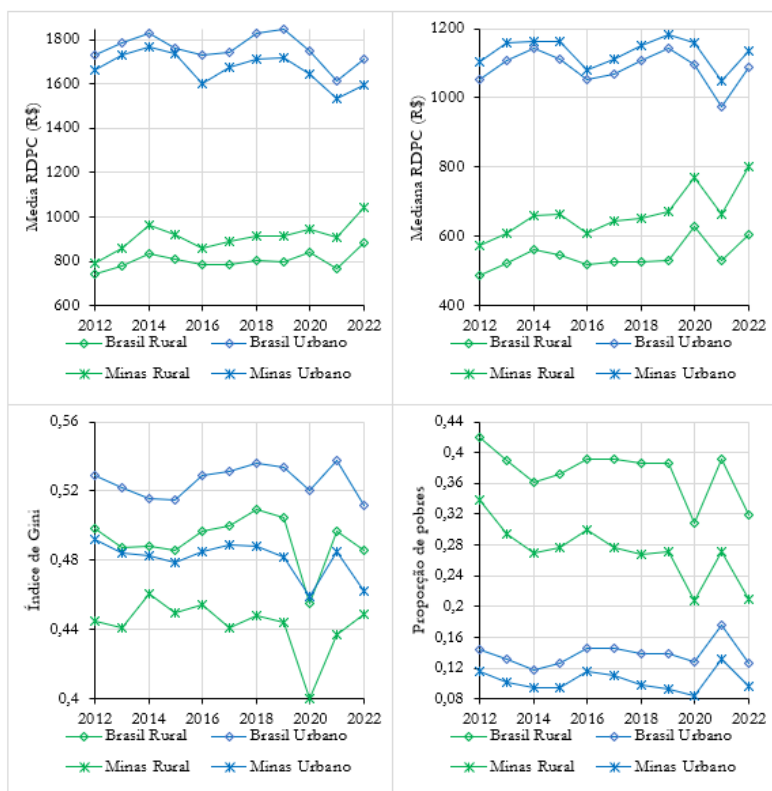 Media RDPC (R$)
1800
1600
1400
1200
1000
800
600
2012 2014 2016 2018 2020 2022
Brasil Rural Brasil Urbano
Minas Rural Minas Urbano
Mediana RDPC (R$)
1200
1000
800
600
400
2012 2014 2016 2018 2020 2022
Brasil Rural Brasil Urbano
Minas Rural Minas Urbano
Índice de Gini
0,56
0,52
0,48
0,44
0,4
2012 2014 2016 2018 2020 2022
Brasil Rural Brasil Urbano
Minas Rural Minas Urbano
Proporção de pobres
0,44
0,4
0,36
0,32
0,28
0,24
0,2
0,16
0,12
0,08
2012 2014 2016 2018 2020 2022
Brasil Rural Brasil Urbano
Minas Rural Minas Urbano